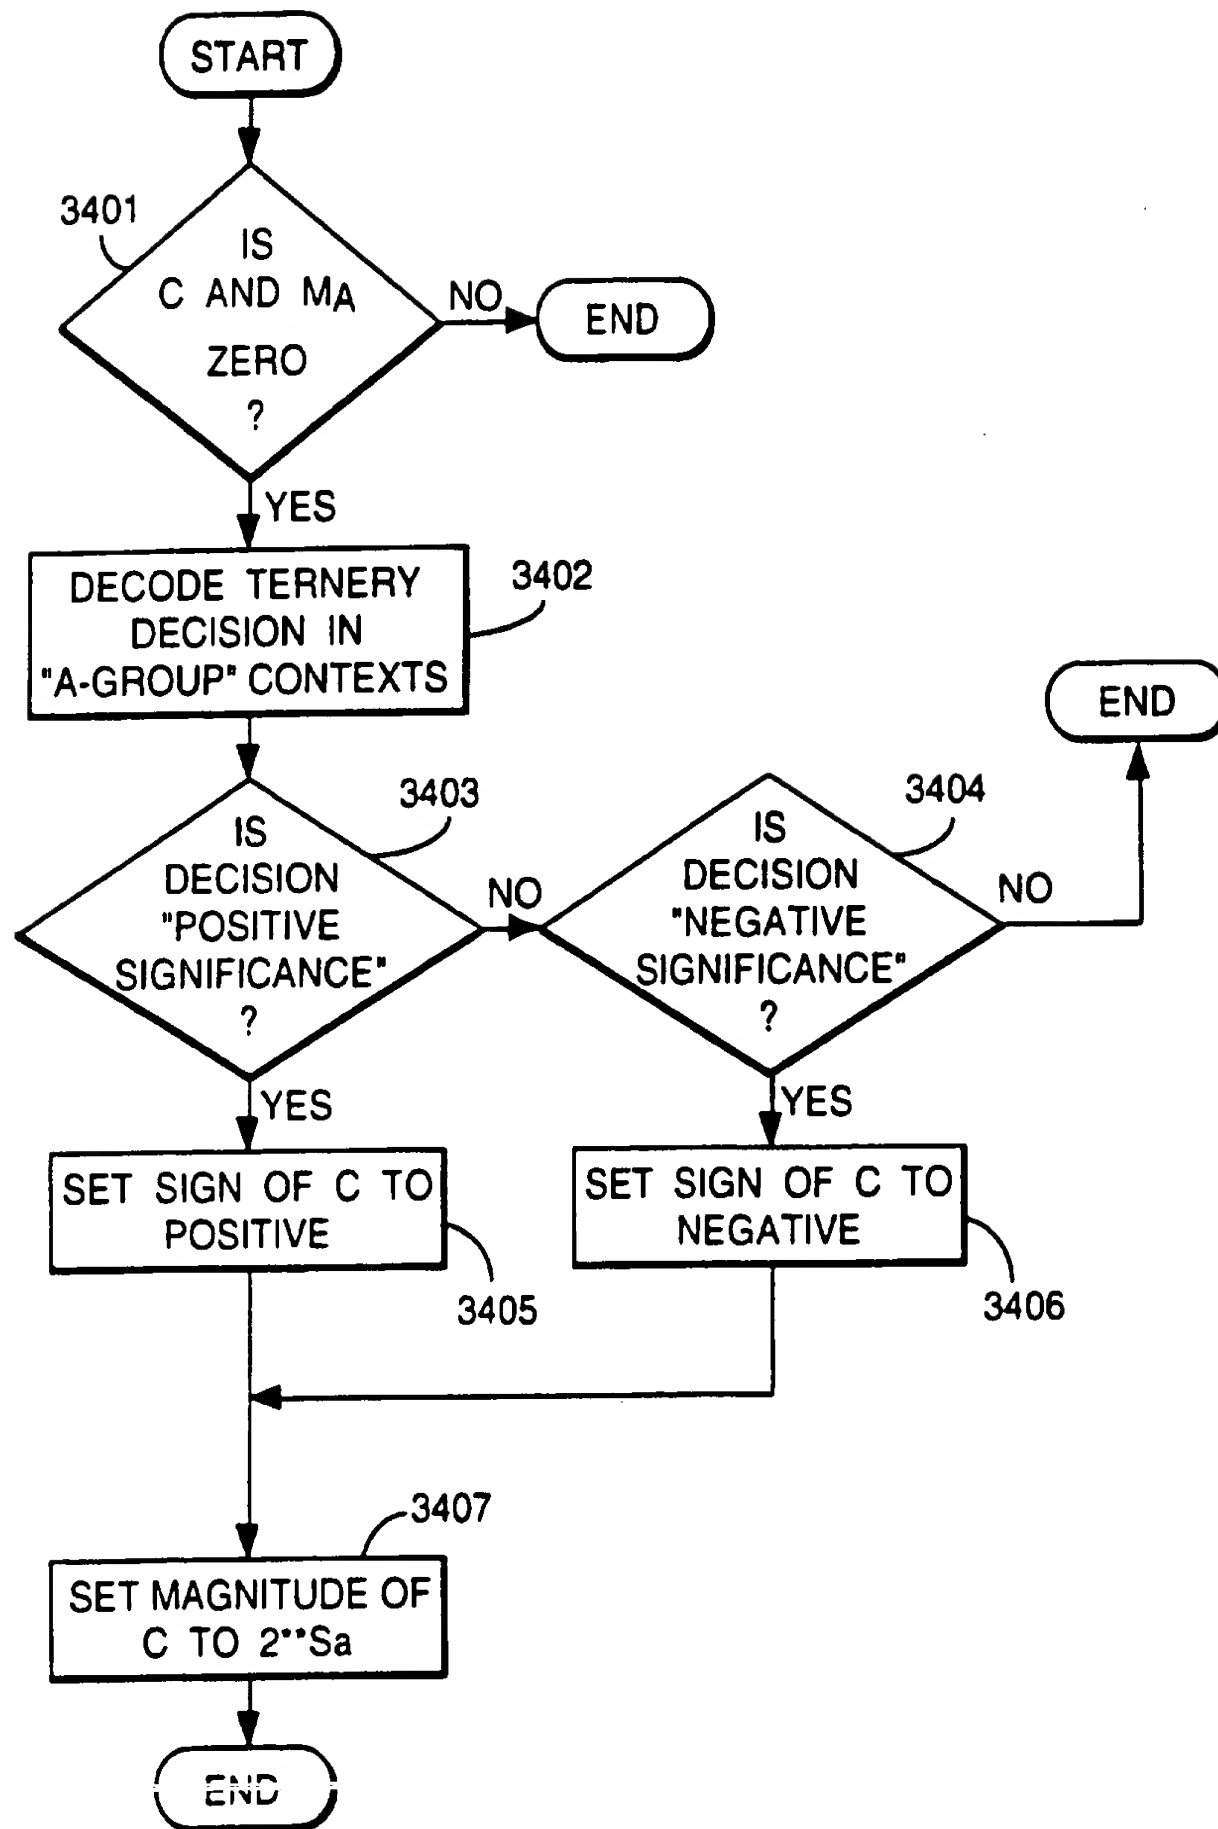 START
3401
IS
C AND MA
ZERO
?
NO
END
YES
DECODE TERNERY
DECISION IN
"A-GROUP" CONTEXTS
3402
END
3403
IS
DECISION
"POSITIVE
SIGNIFICANCE"
?
NO
3404
IS
DECISION
"NEGATIVE
SIGNIFICANCE"
?
NO
YES
YES
SET SIGN OF C TO
POSITIVE
3405
SET SIGN OF C TO
NEGATIVE
3406
3407
SET MAGNITUDE OF
C TO 2**Sa
END